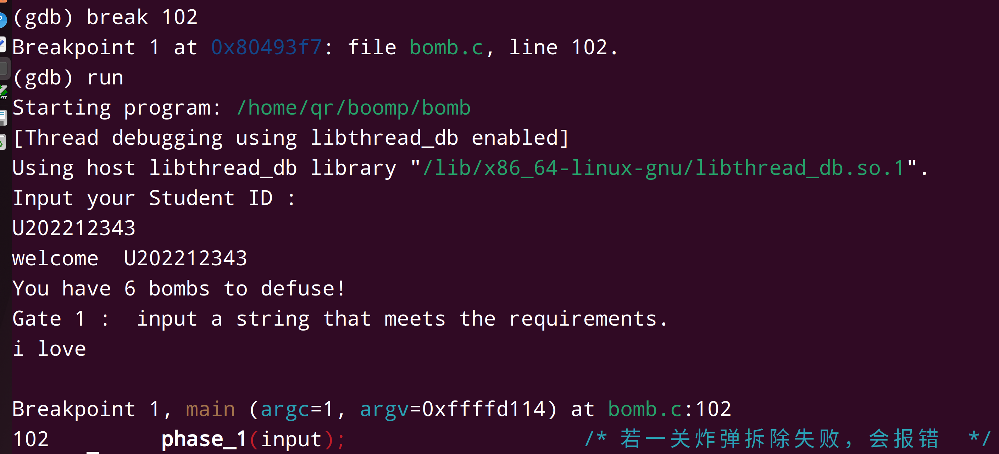 (gdb) break 102
Breakpoint 1 at 0x80493f7: file bomb.c, line 102.
(gdb) run
Starting program: /home/qr/boomp/bomb
[Thread debugging using libthread_db enabled]
Using host libthread_db library "/lib/x86_64-linux-gnu/libthread_db.so.1".
Input your Student ID :
U202212343
welcome  U202212343
You have 6 bombs to defuse!
Gate 1 :  input a string that meets the requirements.
i love
Breakpoint 1, main (argc=1, argv=0xffffd114) at bomb.c:102
102         phase_1(input);                   /* 若一关炸弹拆除失败，会报错  */